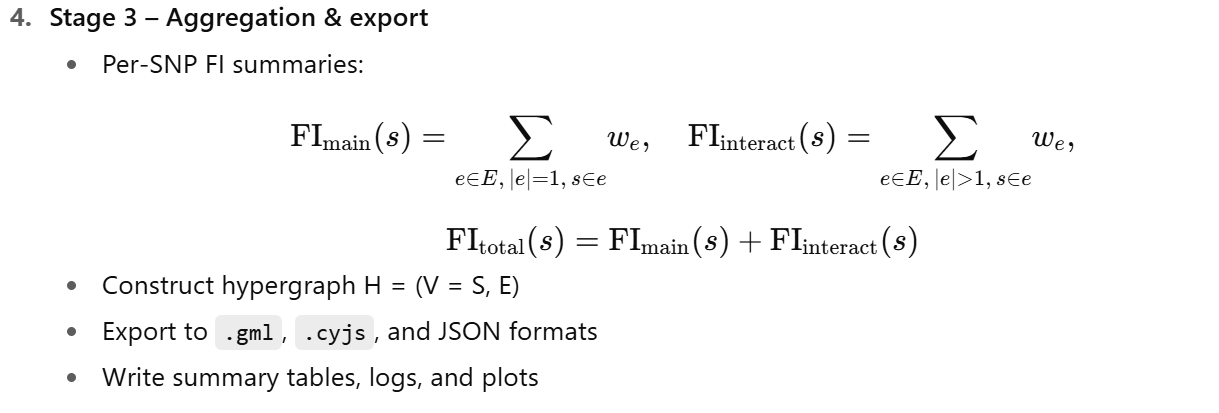 4. Stage 3 – Aggregation & export
• Per-SNP FI summaries:
FI_main(s) = ∑_{e∈E, |e|=1, s∈e} w_e, FI_interact(s) = ∑_{e∈E, |e|>1, s∈e} w_e,
FI_total(s) = FI_main(s) + FI_interact(s)
• Construct hypergraph H = (V = S, E)
• Export to .gml, .cyjs, and JSON formats
• Write summary tables, logs, and plots